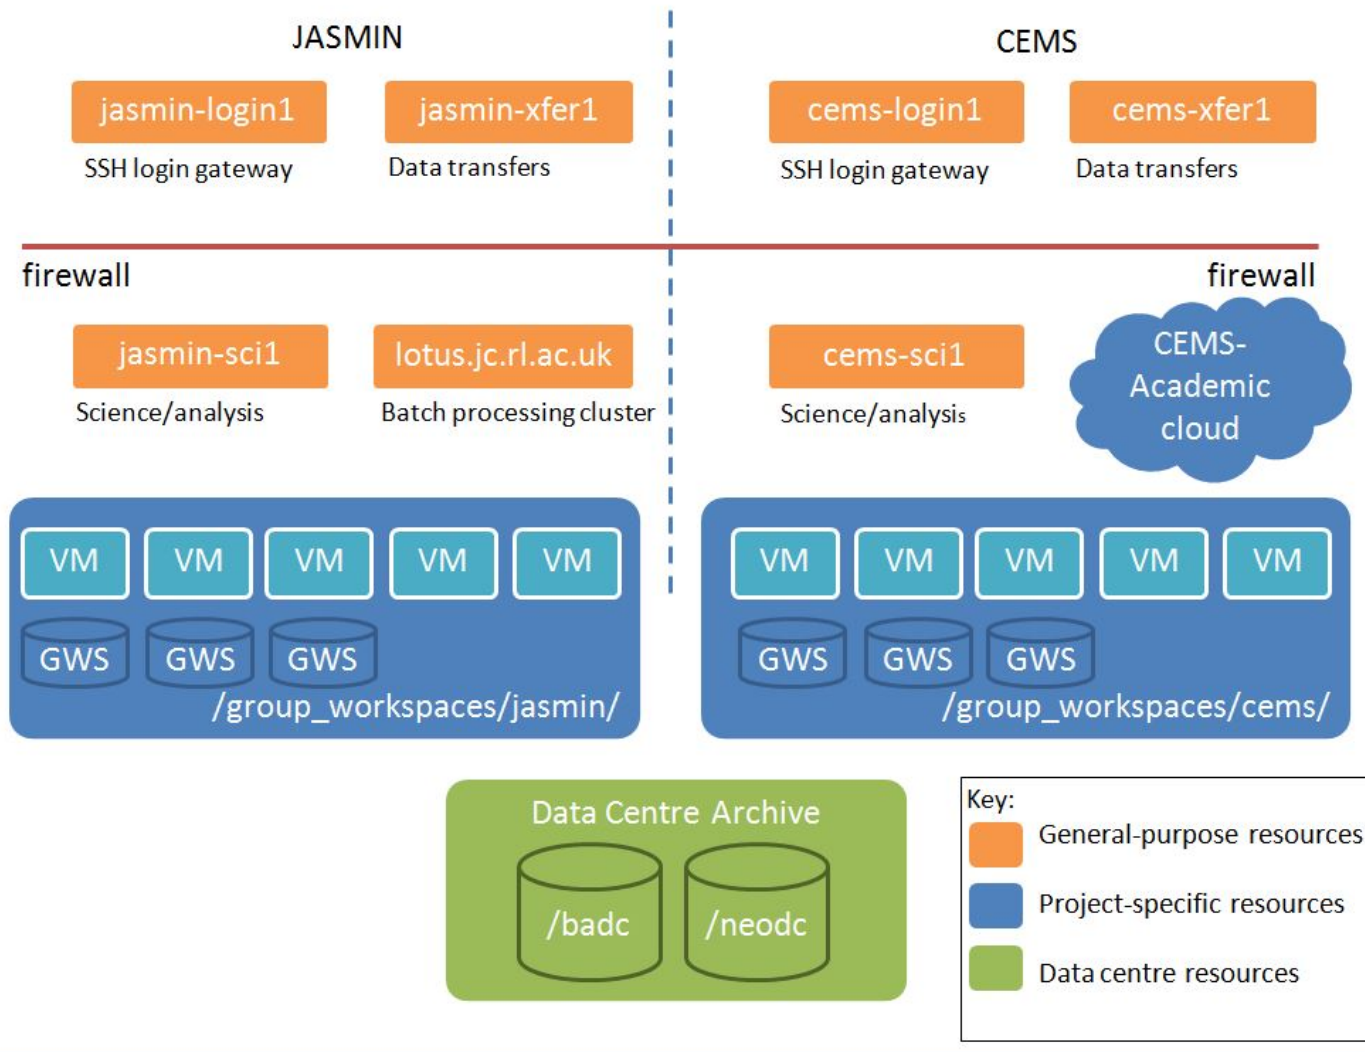 JASMIN
CEMS
jasmin-login1
jasmin-xfer1
cems-login1
cems-xfer1
SSH login gateway
Data transfers
SSH login gateway
Data transfers
firewall
firewall
jasmin-sci1
lotus.jc.rl.ac.uk
cems-sci1
CEMS-
Academic
cloud
Science/analysis
Batch processing cluster
Science/analysis
VM
VM
VM
VM
VM
VM
VM
VM
VM
VM
GWS
GWS
GWS
GWS
GWS
GWS
/group_workspaces/jasmin/
/group_workspaces/cems/
Data Centre Archive
/badc
/neodc
Key:
General-purpose resources
Project-specific resources
Data centre resources